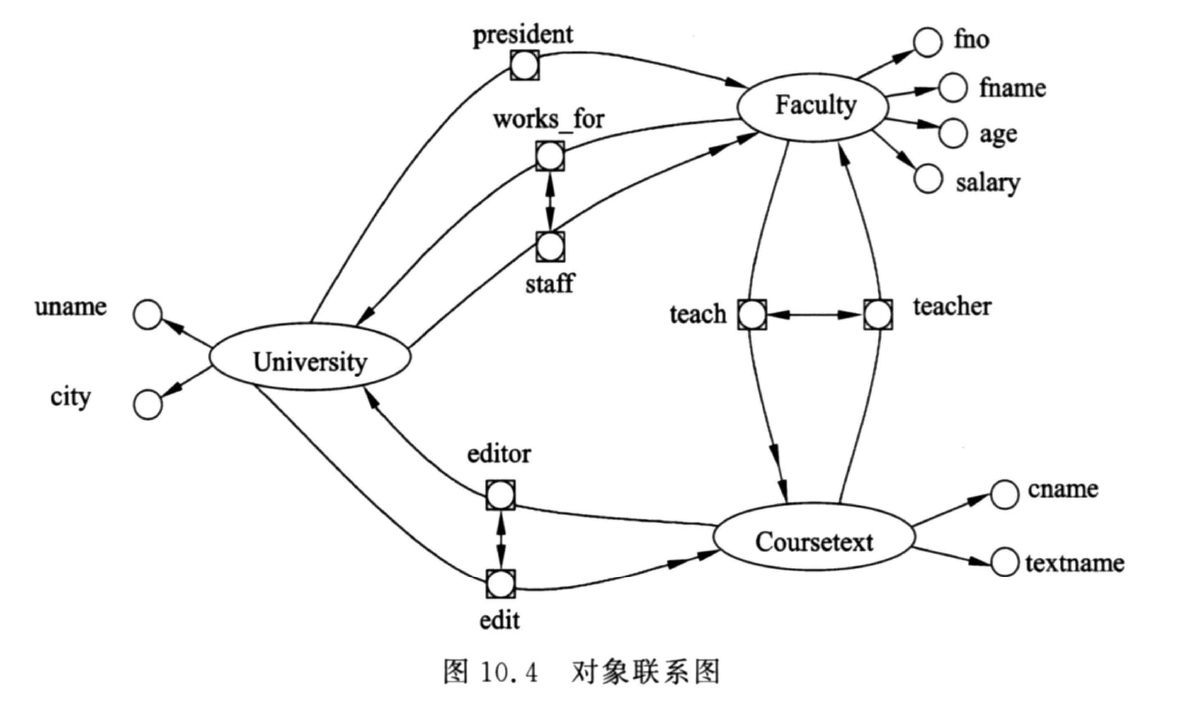 president
fno
Faculty
fname
works_for
age
salary
staff
uname
teach
teacher
University
city
editor
cname
Coursetext
textname
edit
图 10.4 对象联系图